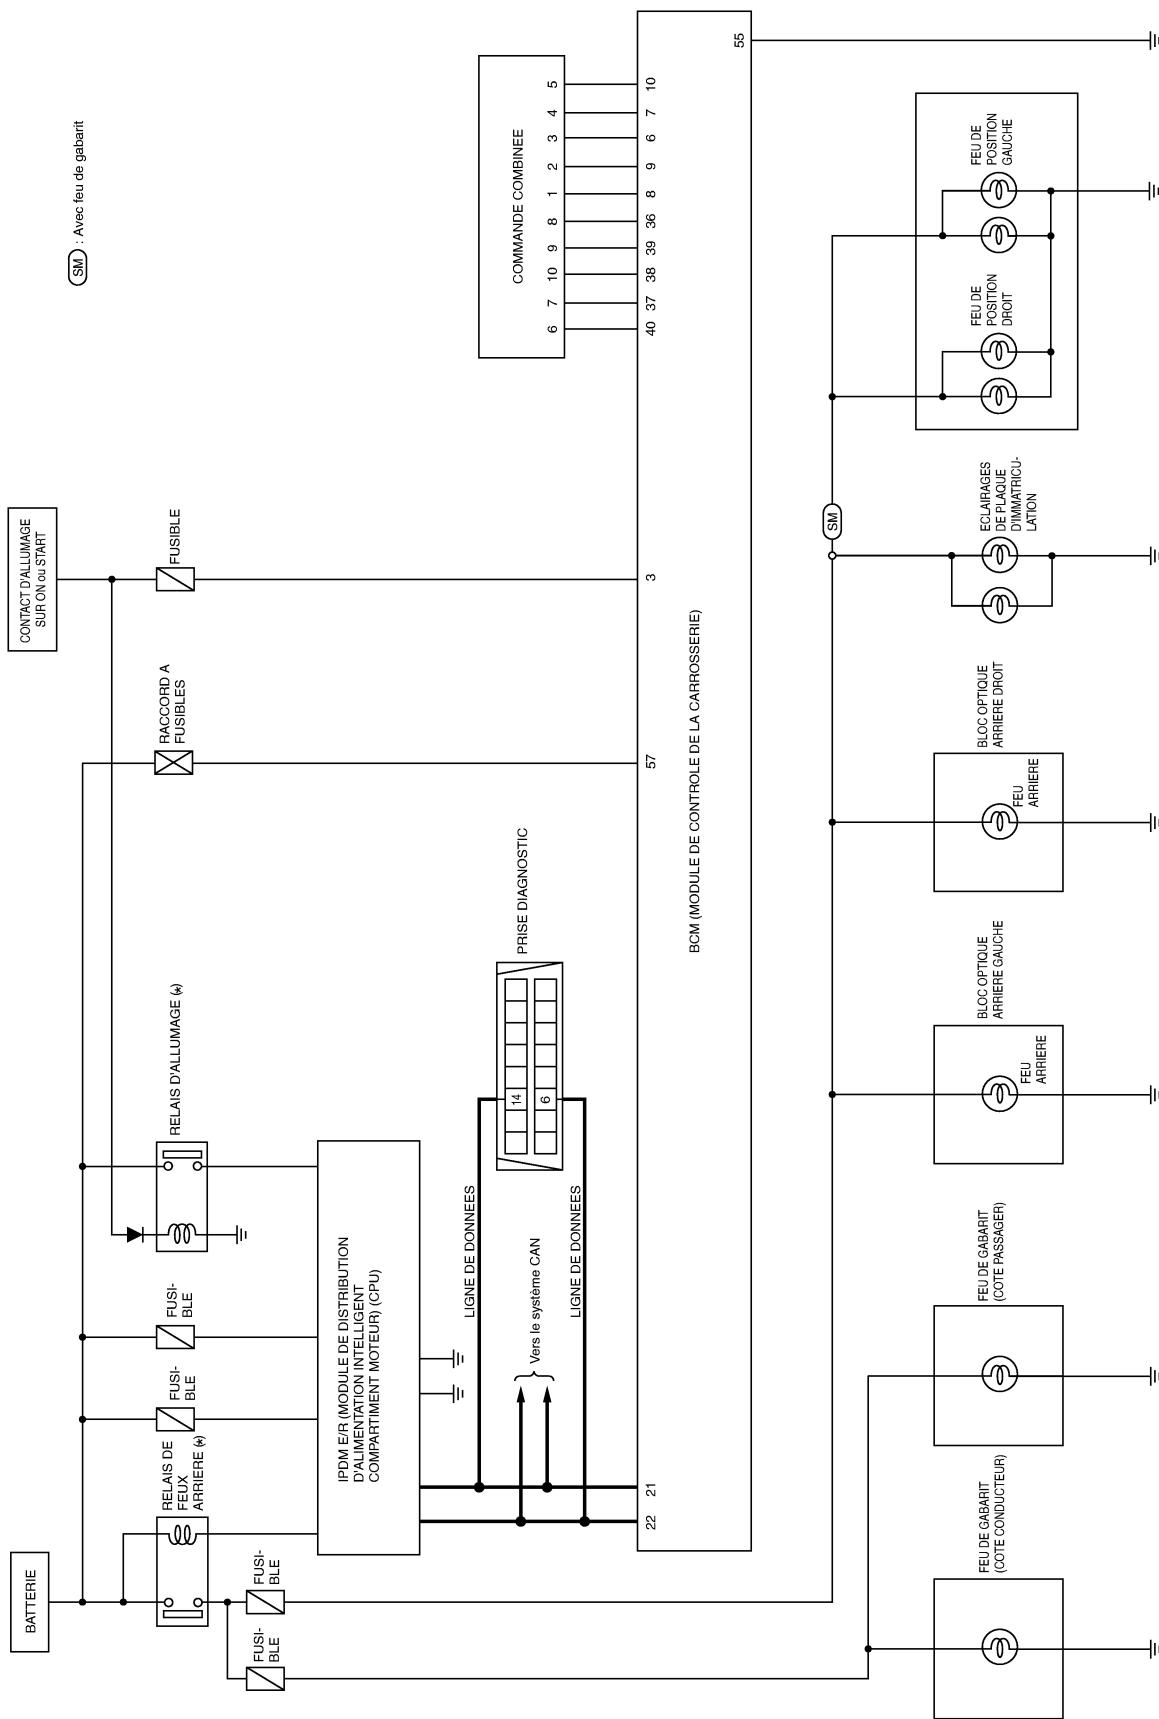 BATTERIE
CONTACT D'ALLUMAGE
SUR ON ou START
SM : Avec feu de gabarit
FUSI-
BLE
FUSI-
BLE
RELAIS DE
FEUX
ARRIERE (*)
FUSI-
BLE
FUSI-
BLE
RELAIS D'ALLUMAGE (*)
RACCORD A
FUSIBLES
FUSIBLE
IPDM E/R (MODULE DE DISTRIBUTION
D'ALIMENTATION INTELLIGENT
COMPARTIMENT MOTEUR) (CPU)
LIGNE DE DONNEES
Vers le système CAN
LIGNE DE DONNEES
14
6
PRISE DIAGNOSTIC
COMMANDE COMBINEE
6 7 10 9 8 1 2 3 4 5
22 21 57 3 40 37 38 39 36 8 9 6 7 10
BCM (MODULE DE CONTROLE DE LA CARROSSERIE)
55
SM
FEU DE GABARIT
(COTE CONDUCTEUR)
FEU DE GABARIT
(COTE PASSAGER)
BLOC OPTIQUE
ARRIERE GAUCHE
FEU
ARRIERE
BLOC OPTIQUE
ARRIERE DROIT
FEU
ARRIERE
ECLAIRAGES
DE PLAQUE
D'IMMATRICU-
LATION
FEU DE
POSITION
DROIT
FEU DE
POSITION
GAUCHE